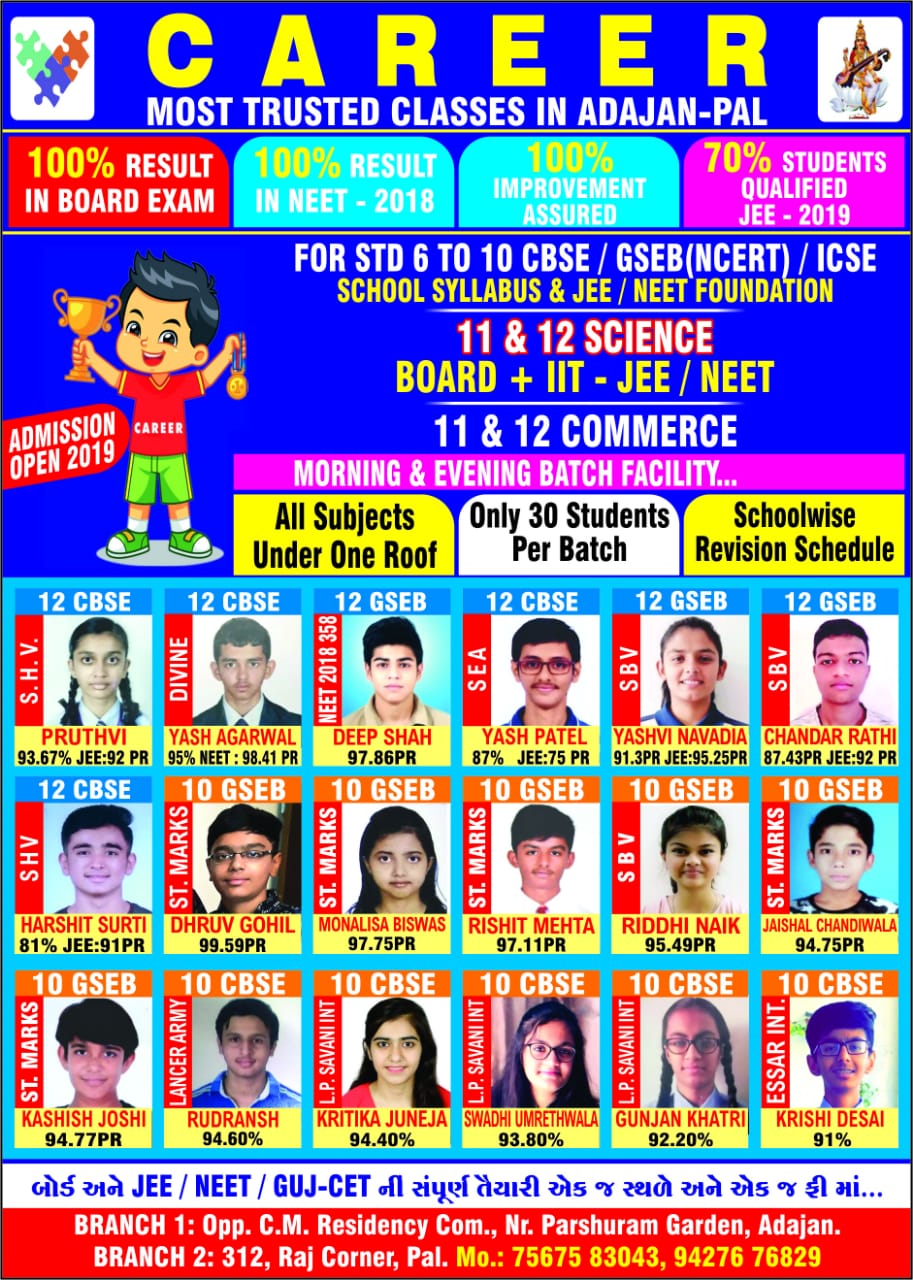 CAREER
MOST TRUSTED CLASSES IN ADAJAN-PAL
100% RESULT
IN BOARD EXAM
100% RESULT
IN NEET - 2018
100%
IMPROVEMENT
ASSURED
70% STUDENTS
QUALIFIED
JEE - 2019
FOR STD 6 TO 10 CBSE / GSEB(NCERT) / ICSE
SCHOOL SYLLABUS & JEE / NEET FOUNDATION
11 & 12 SCIENCE
BOARD + IIT - JEE / NEET
11 & 12 COMMERCE
CAREER
ADMISSION
OPEN 2019
MORNING & EVENING BATCH FACILITY...
All Subjects
Under One Roof
Only 30 Students
Per Batch
Schoolwise
Revision Schedule
12 CBSE
S. H. V.
PRUTHVI
93.67% JEE:92 PR
12 CBSE
DIVINE
YASH AGARWAL
95% NEET : 98.41 PR
12 GSEB
NEET 2018 358
DEEP SHAH
97.86PR
12 CBSE
S E A
YASH PATEL
87% JEE:75 PR
12 GSEB
S B V
YASHVI NAVADIA
91.3PR JEE:95.25PR
12 GSEB
S B V
CHANDAR RATHI
87.43PR JEE:92 PR
12 CBSE
S H V
HARSHIT SURTI
81% JEE:91PR
10 GSEB
ST. MARKS
DHRUV GOHIL
99.59PR
10 GSEB
ST. MARKS
MONALISA BISWAS
97.75PR
10 GSEB
ST. MARKS
RISHIT MEHTA
97.11PR
10 GSEB
S B V
RIDDHI NAIK
95.49PR
10 GSEB
ST. MARKS
JAISHAL CHANDIWALA
94.75PR
10 GSEB
ST. MARKS
KASHISH JOSHI
94.77PR
10 CBSE
LANCER ARMY
RUDRANSH
94.60%
10 CBSE
L.P. SAVANI INT
KRITIKA JUNEJA
94.40%
10 CBSE
L.P. SAVANI INT
SWADHI UMRETHWALA
93.80%
10 CBSE
L.P. SAVANI INT
GUNJAN KHATRI
92.20%
10 CBSE
ESSAR INT.
KRISHI DESAI
91%
બોર્ડ અને JEE / NEET / GUJ-CET ની સંપૂર્ણ તૈયારી એક જ સ્થળે અને એક જ ફી માં...
BRANCH 1: Opp. C.M. Residency Com., Nr. Parshuram Garden, Adajan.
BRANCH 2: 312, Raj Corner, Pal. Mo.: 75675 83043, 94276 76829